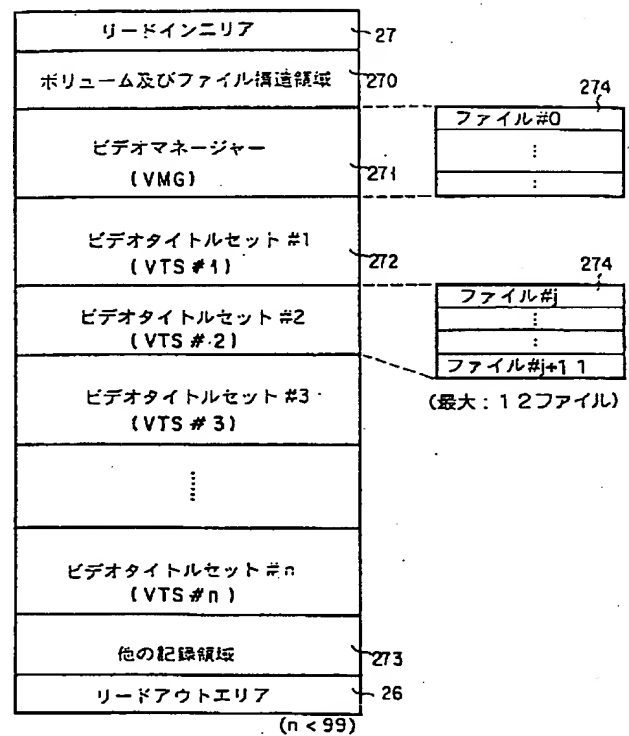 リードインエリア
27
ボリューム及びファイル構造領域
270
274
ファイル#0
ビデオマネージャー
(VMG)
271
ビデオタイトルセット #1
(VTS #1)
272
274
ファイル#j
ビデオタイトルセット #2
(VTS #2)
ファイル#j+11
(最大:12ファイル)
ビデオタイトルセット #3
(VTS #3)
ビデオタイトルセット #n
(VTS #n)
他の記録領域
273
リードアウトエリア
26
(n < 99)